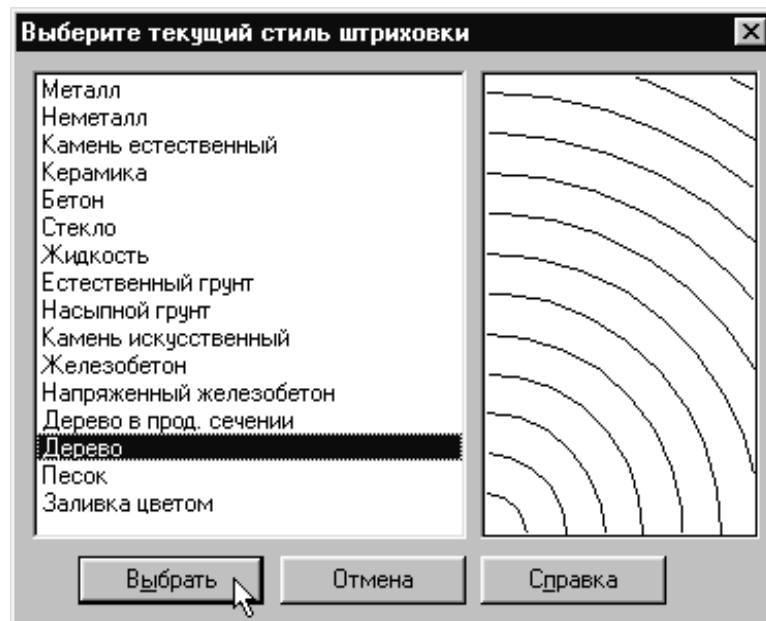 Выберите текущий стиль штриховки
Металл
Неметалл
Камень естественный
Керамика
Бетон
Стекло
Жидкость
Естественный грунт
Насыпной грунт
Камень искусственный
Железобетон
Напряженный железобетон
Дерево в прод. сечении
Дерево
Песок
Заливка цветом
Выбрать Отмена Справка